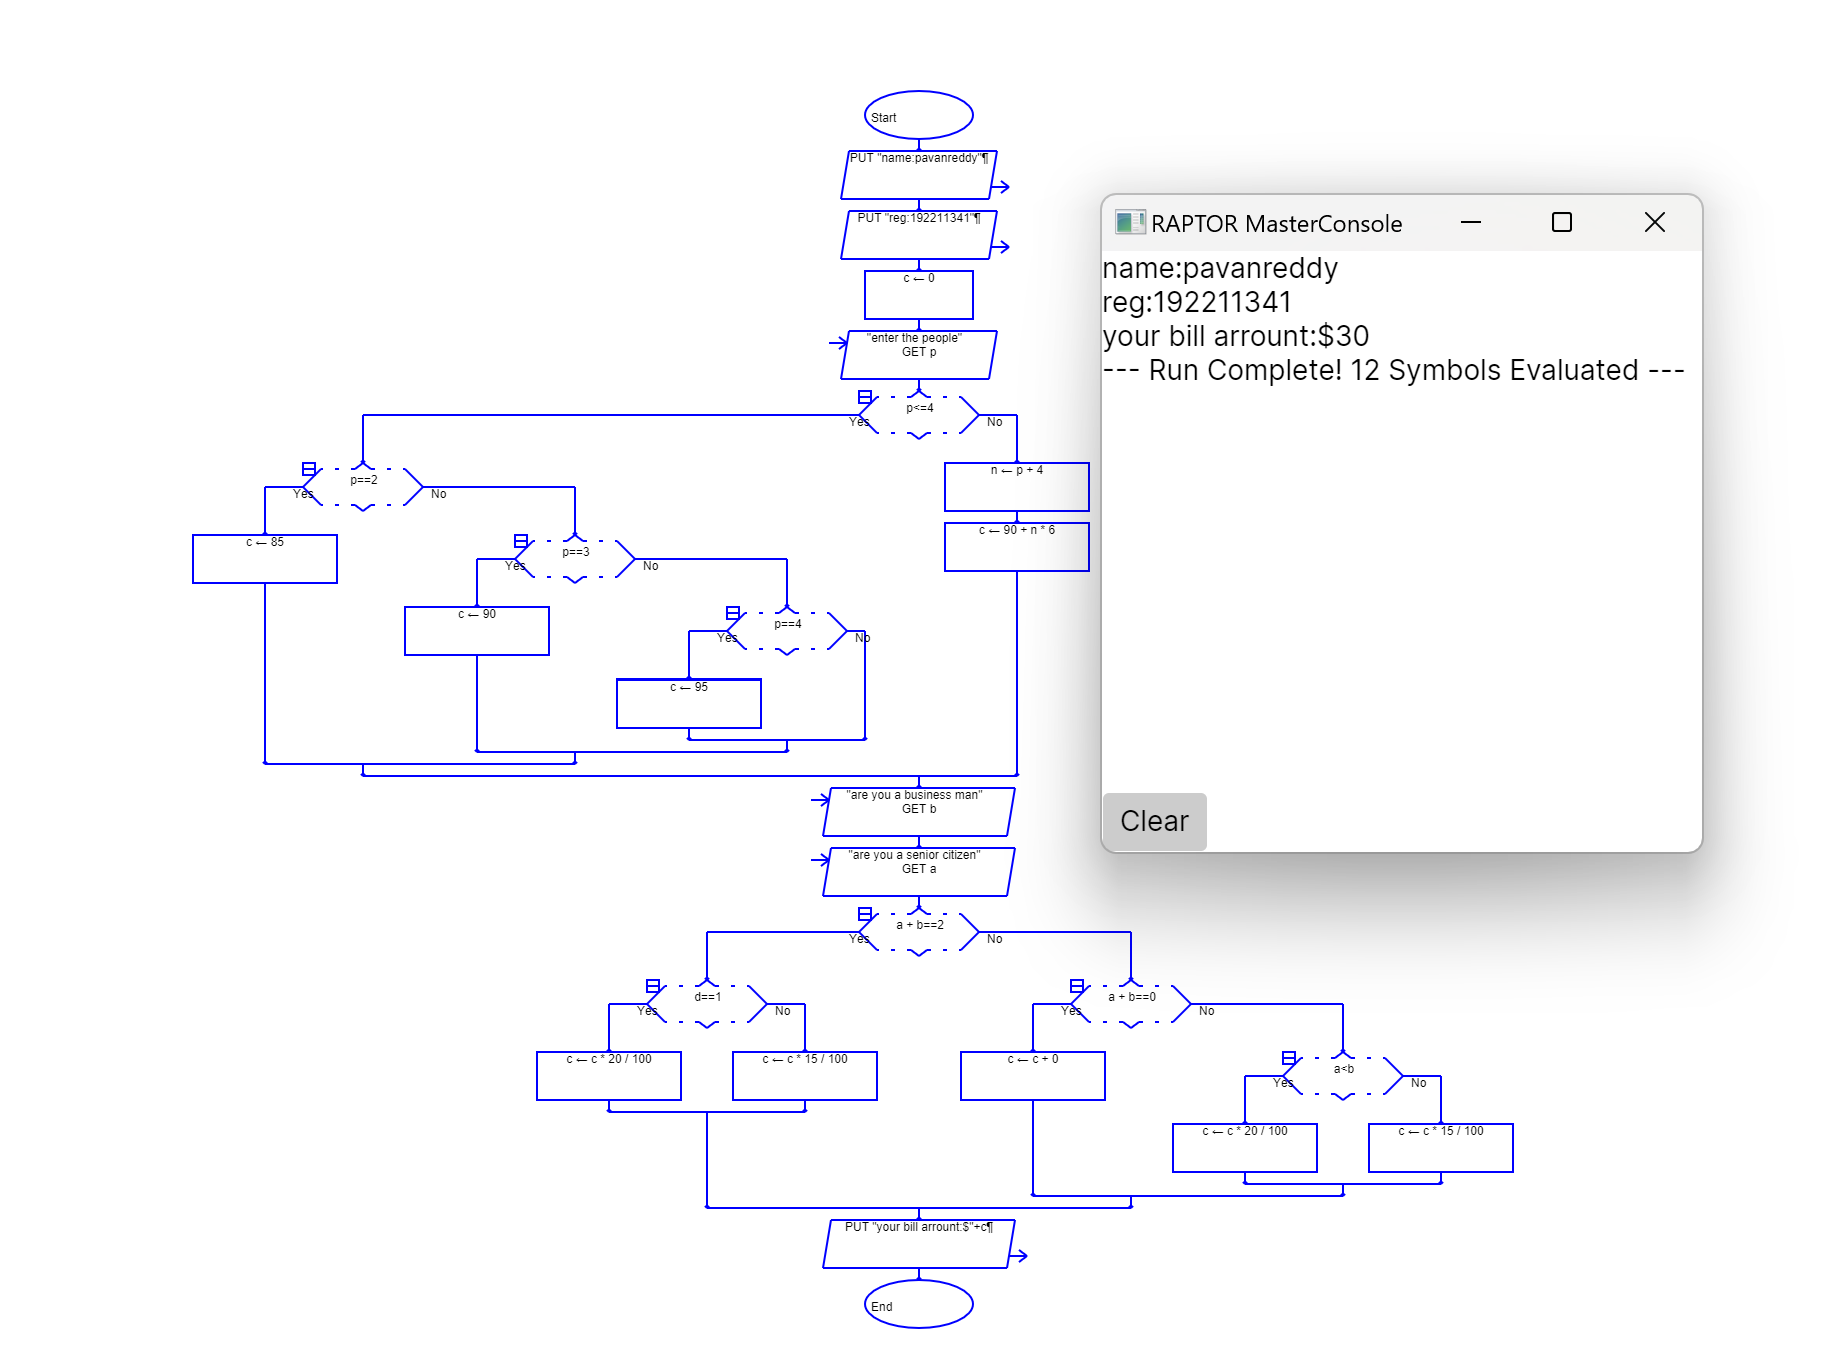 Start
PUT "name:pavanreddy"¶
PUT "reg:192211341"¶
c ← 0
"enter the people"
GET p
p<=4
Yes
No
p==2
Yes
No
c ← 85
p==3
Yes
No
c ← 90
p==4
Yes
No
c ← 95
n ← p + 4
c ← 90 + n * 6
"are you a business man"
GET b
"are you a senior citizen"
GET a
a + b==2
Yes
No
d==1
Yes
No
c ← c * 20 / 100
c ← c * 15 / 100
a + b==0
Yes
No
c ← c + 0
a<b
Yes
No
c ← c * 20 / 100
c ← c * 15 / 100
PUT "your bill arrount:$"+c¶
End
RAPTOR MasterConsole
name:pavanreddy
reg:192211341
your bill arrount:$30
--- Run Complete! 12 Symbols Evaluated ---
Clear